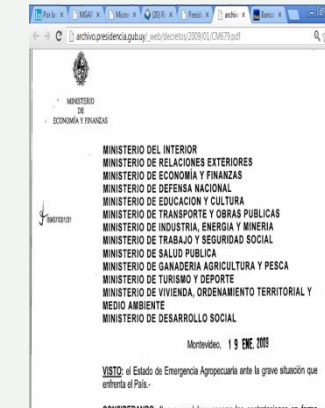 archivo.presidencia.gub.uy/_web/decretos/2009/01/CM679.pdf
MINISTERIO
DE
ECONOMÍA Y FINANZAS
MINISTERIO DEL INTERIOR
MINISTERIO DE RELACIONES EXTERIORES
MINISTERIO DE ECONOMÍA Y FINANZAS
MINISTERIO DE DEFENSA NACIONAL
MINISTERIO DE EDUCACION Y CULTURA
MINISTERIO DE TRANSPORTE Y OBRAS PUBLICAS
MINISTERIO DE INDUSTRIA, ENERGIA Y MINERIA
MINISTERIO DE TRABAJO Y SEGURIDAD SOCIAL
MINISTERIO DE SALUD PUBLICA
MINISTERIO DE GANADERIA AGRICULTURA Y PESCA
MINISTERIO DE TURISMO Y DEPORTE
MINISTERIO DE VIVIENDA, ORDENAMIENTO TERRITORIAL Y
MEDIO AMBIENTE
MINISTERIO DE DESARROLLO SOCIAL
Montevideo, 19 ENE. 2009
VISTO: el Estado de Emergencia Agropecuaria ante la grave situación que
enfrenta el País.-